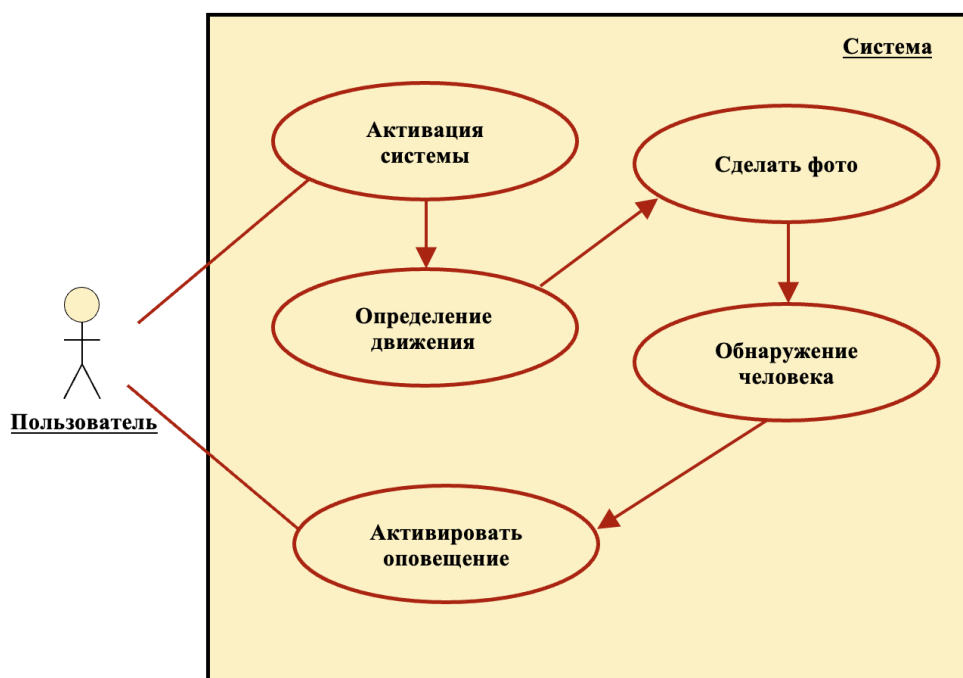 Система
Активация
системы
Сделать фото
Определение
движения
Обнаружение
человека
Пользователь
Активировать
оповещение